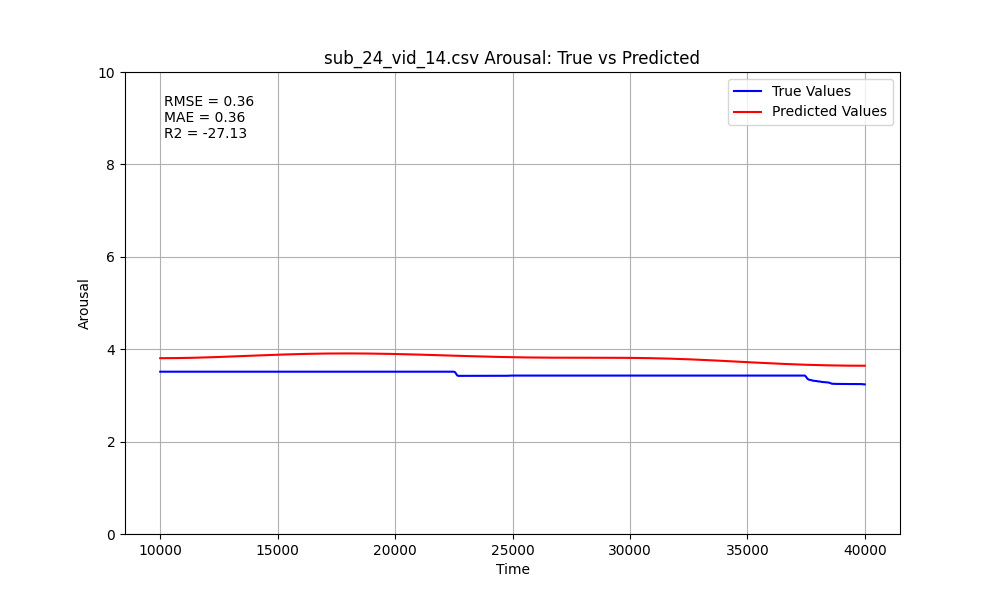 sub_24_vid_14.csv Arousal: True vs Predicted
RMSE = 0.36
MAE = 0.36
R2 = -27.13
True Values
Predicted Values
Arousal
10
8
6
4
2
0
10000
15000
20000
25000
30000
35000
40000
Time